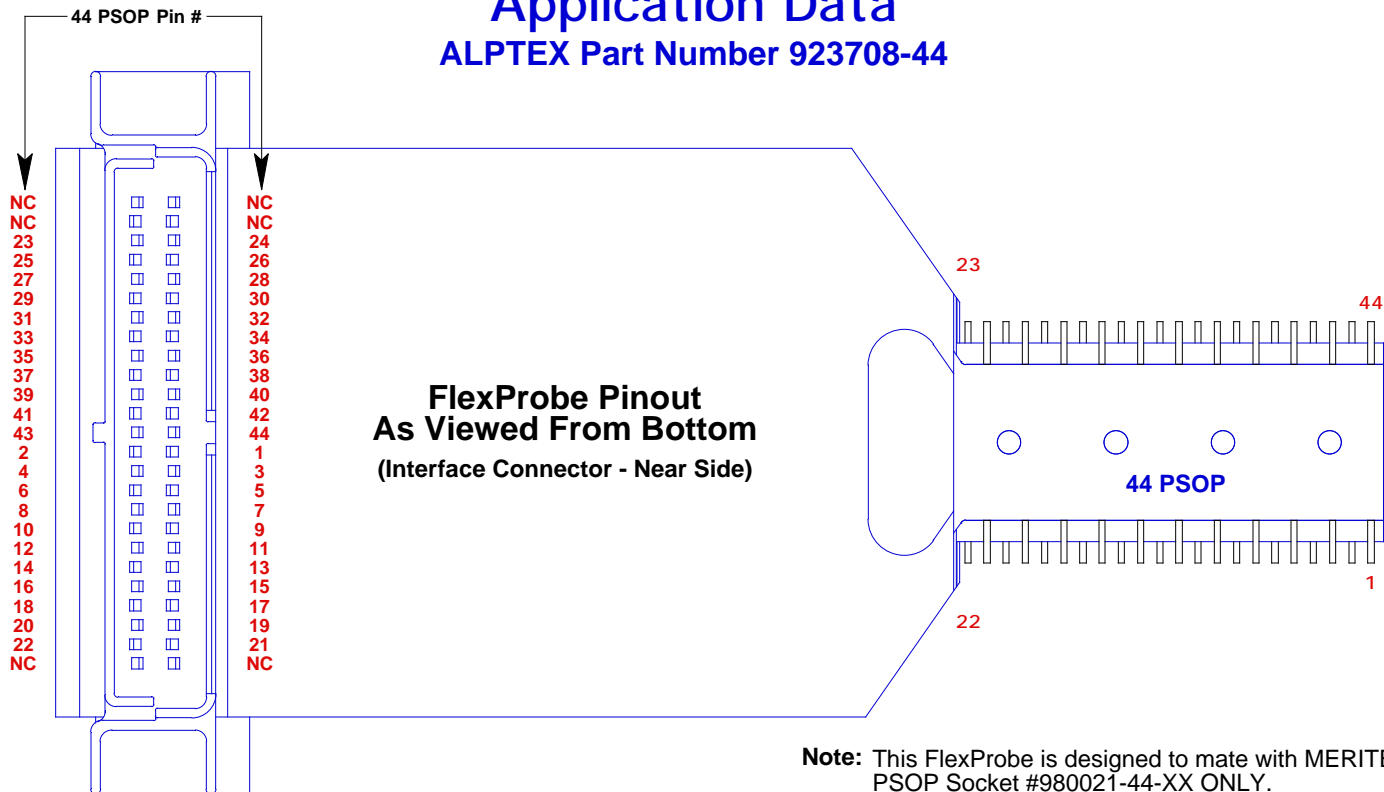 44 PSOP Pin #
Application Data
ALPTEX Part Number 923708-44
NC NC
NC NC
23 24
25 26
27 28
29 30
31 32
33 34
35 36
37 38
39 40
41 42
43 44
2 1
4 3
6 5
8 7
10 9
12 11
14 13
16 15
18 17
20 19
22 21
NC NC
FlexProbe Pinout
As Viewed From Bottom
(Interface Connector - Near Side)
23
44
44 PSOP
1
22
Note: This FlexProbe is designed to mate with
PSOP Socket #980021-44-XX ONLY.